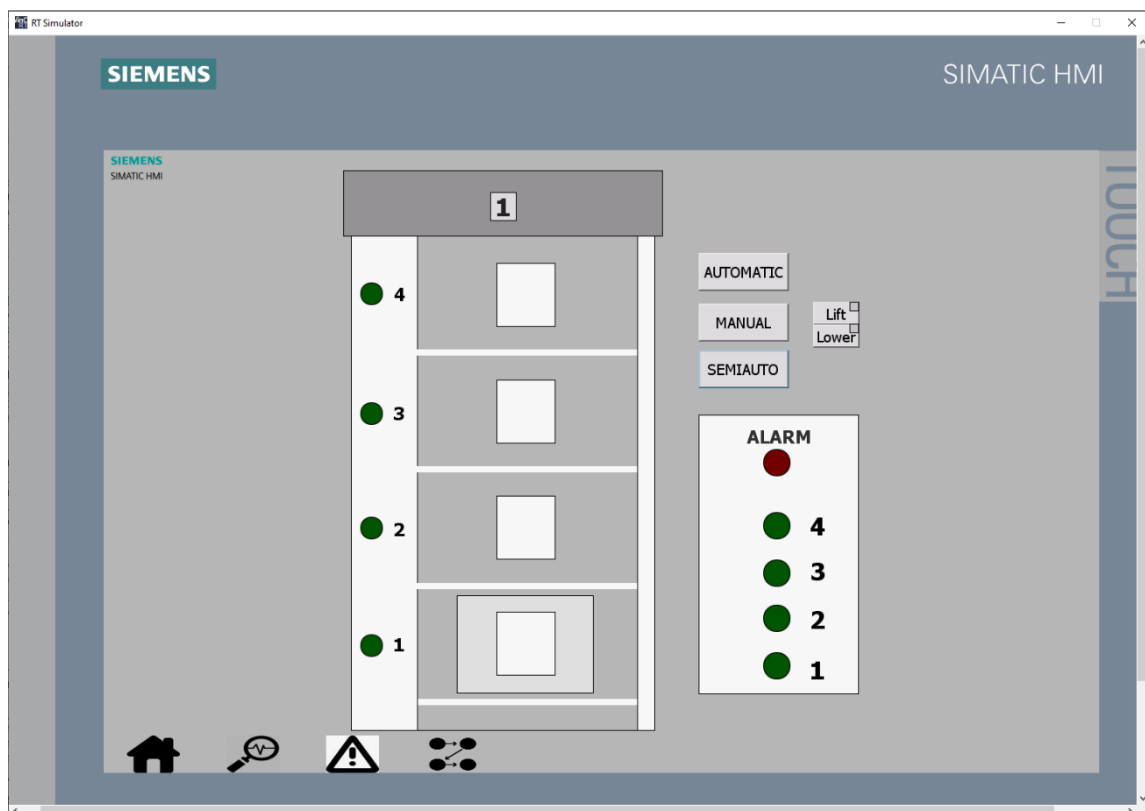 RT Simulator
SIEMENS
SIMATIC HMI
SIEMENS
SIMATIC HMI
TOUCH
1
4
3
2
1
AUTOMATIC
MANUAL
SEMIAUTO
Lift
Lower
ALARM
4
3
2
1